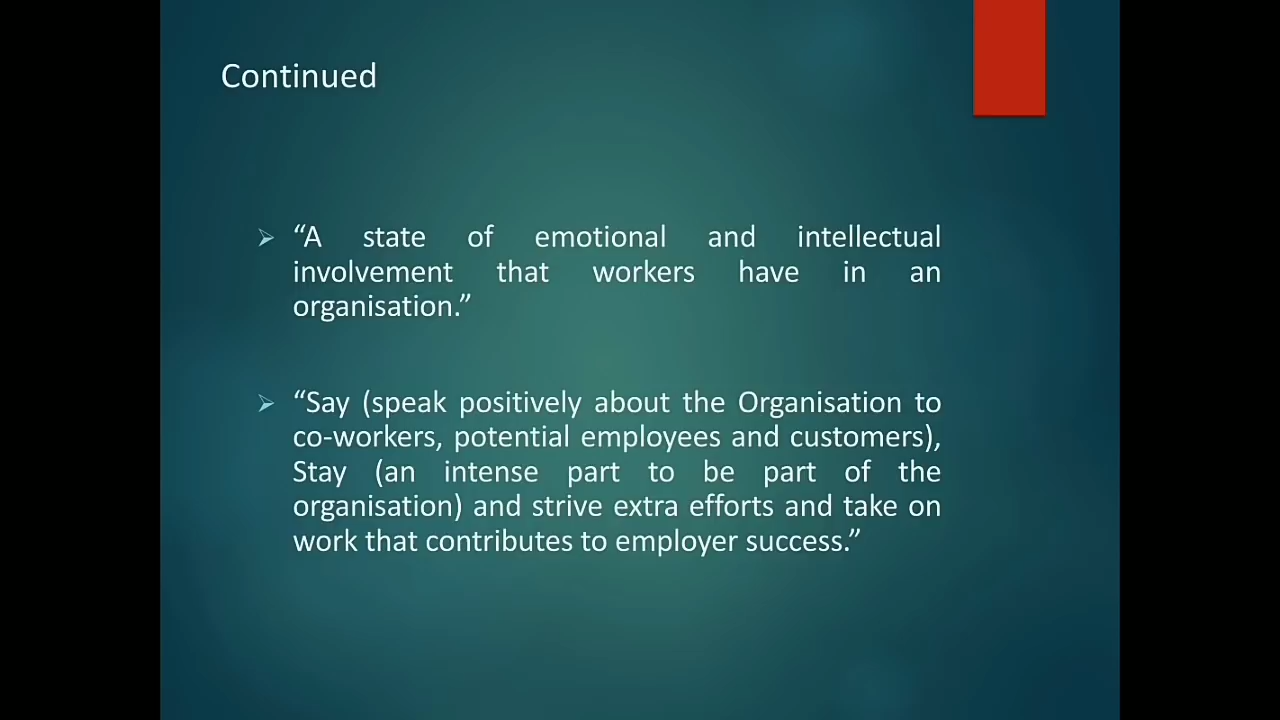 Continued
“A state of emotional and intellectual
involvement that workers have in an
organisation.”
“Say (speak positively about the Organisation to
co-workers, potential employees and customers),
Stay (an intense part to be part of the
organisation) and strive extra efforts and take on
work that contributes to employer success.”